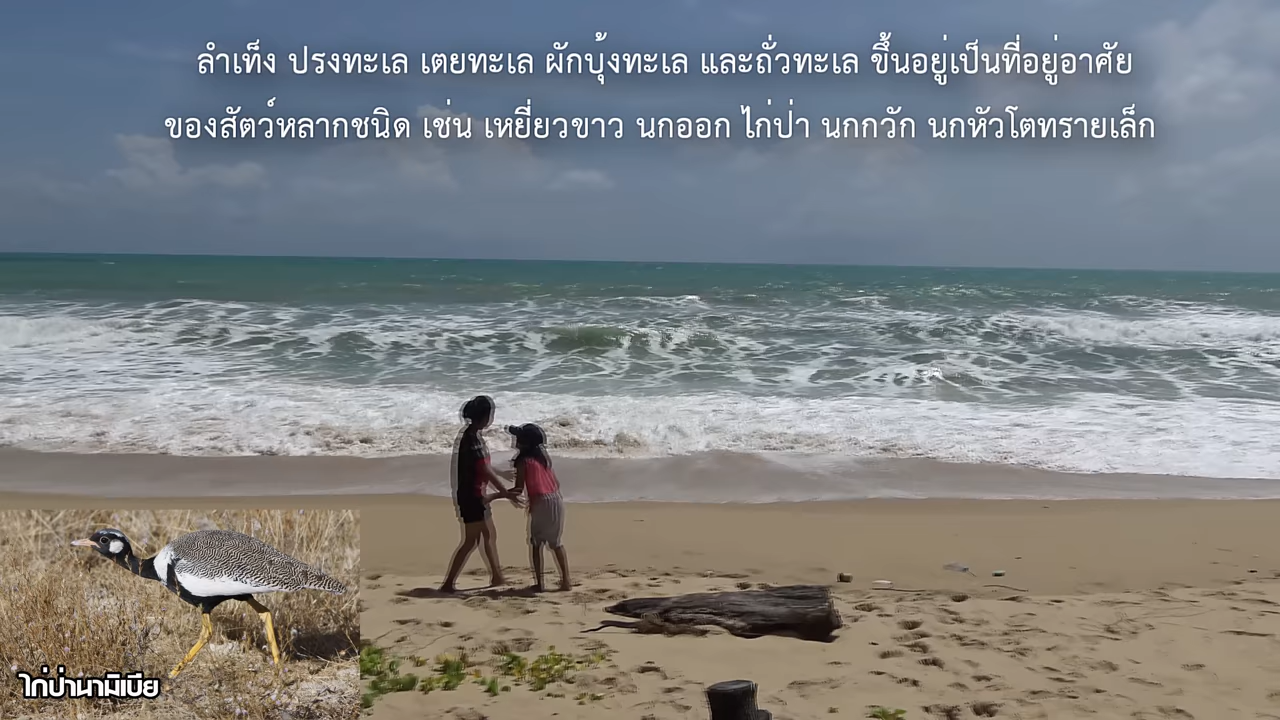 ลำเท็ง ปรงทะเล เตยทะเล ผักบุ้งทะเล และถั่วทะเล ขึ้นอยู่เป็นที่อยู่อาศัย
ของสัตว์หลากชนิด เช่น เหยี่ยวขาว นกออก ไก่ป่า นกกวัก นกหัวโตทรายเล็ก
ไก่ป่านามิเบีย